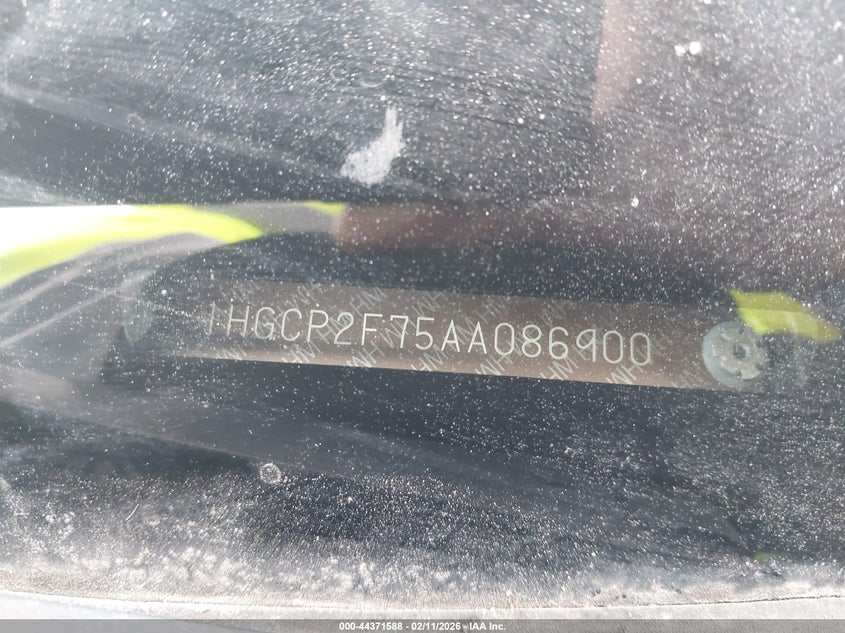 1HGCP2F75AA086900
000-44371588 - 02/11/2026 - IAA Inc.